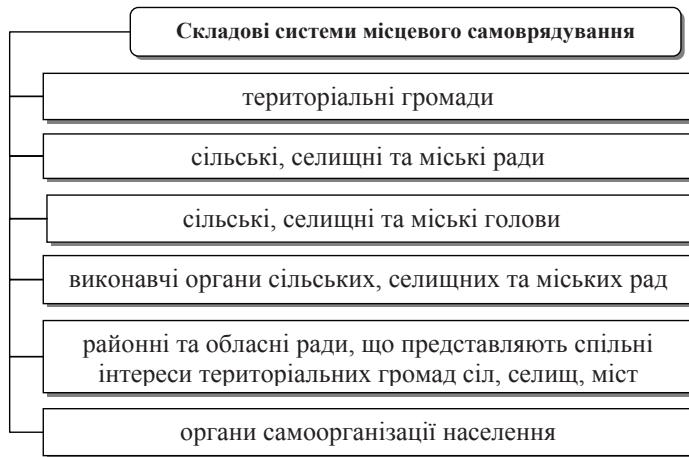 Складові системи місцевого самоврядування
територіальні громади
сільські, селищні та міські ради
сільські, селищні та міські голови
виконавчі органи сільських, селищних та міських рад
районні та обласні ради, що представляють спільні
інтереси територіальних громад сіл, селищ, міст
органи самоорганізації населення